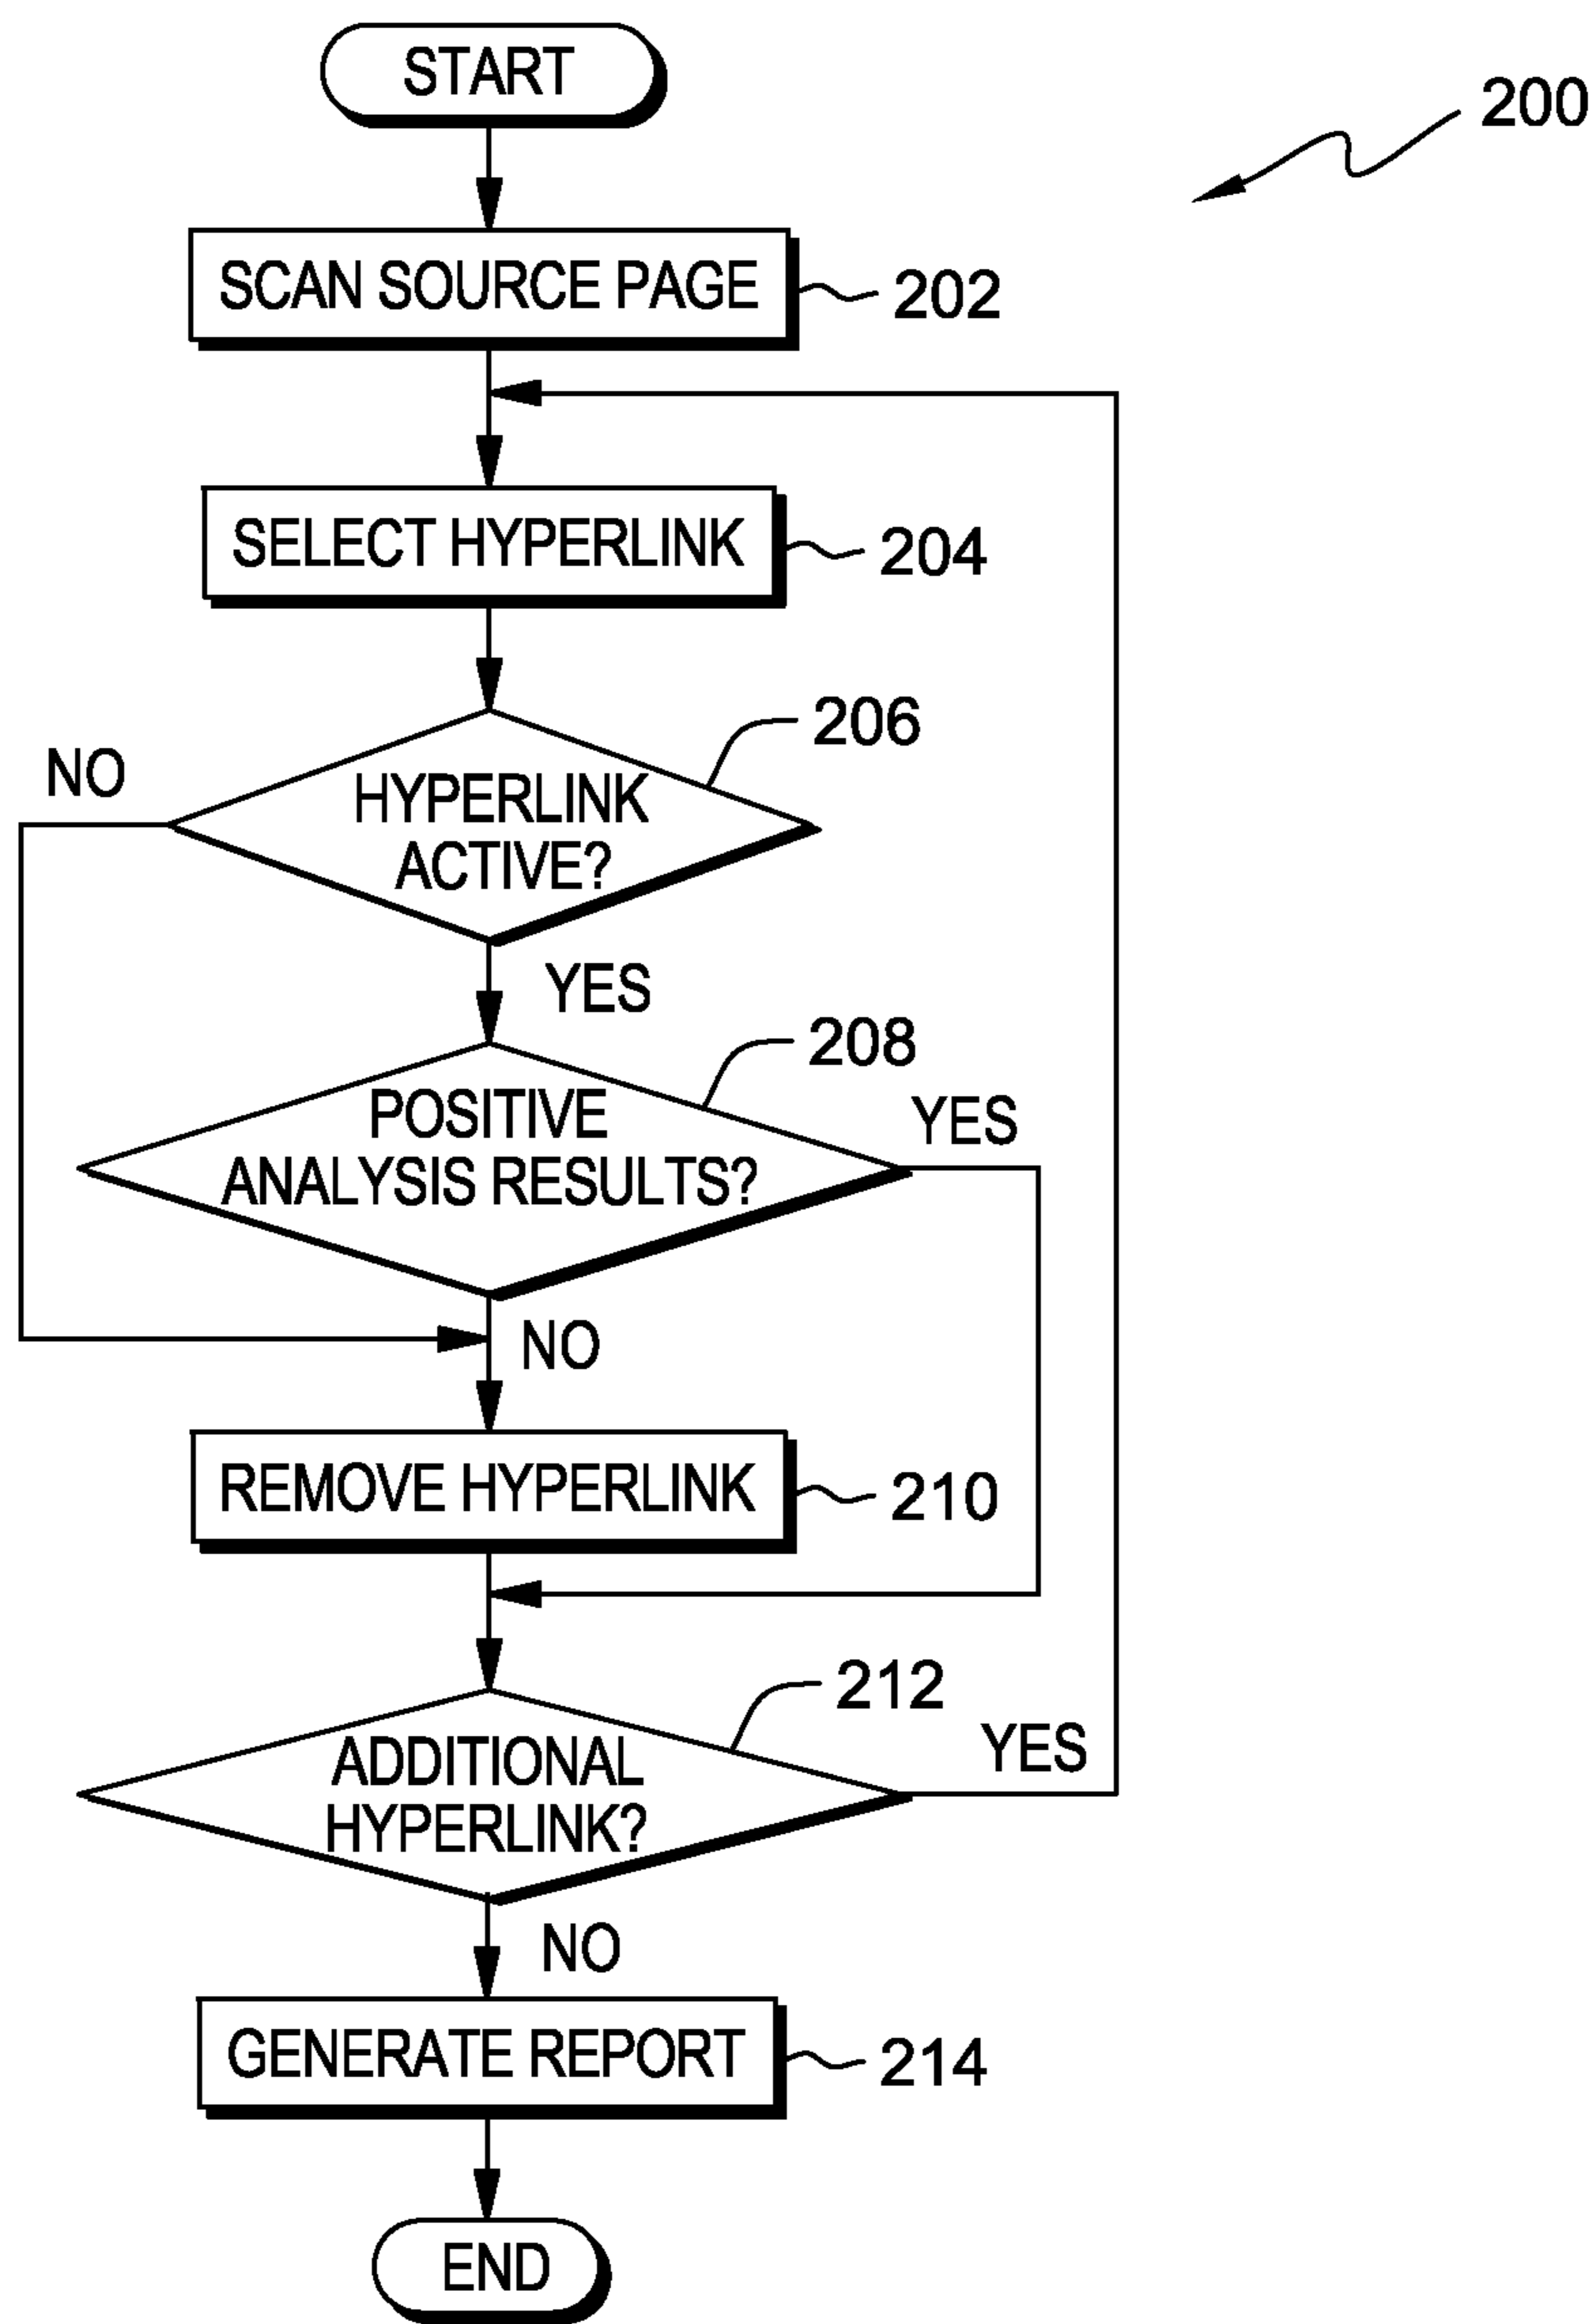 START
200
SCAN SOURCE PAGE
202
SELECT HYPERLINK
204
206
NO
HYPERLINK
ACTIVE?
YES
208
POSITIVE
ANALYSIS RESULTS?
YES
NO
REMOVE HYPERLINK
210
212
ADDITIONAL
HYPERLINK?
YES
NO
GENERATE REPORT
214
END